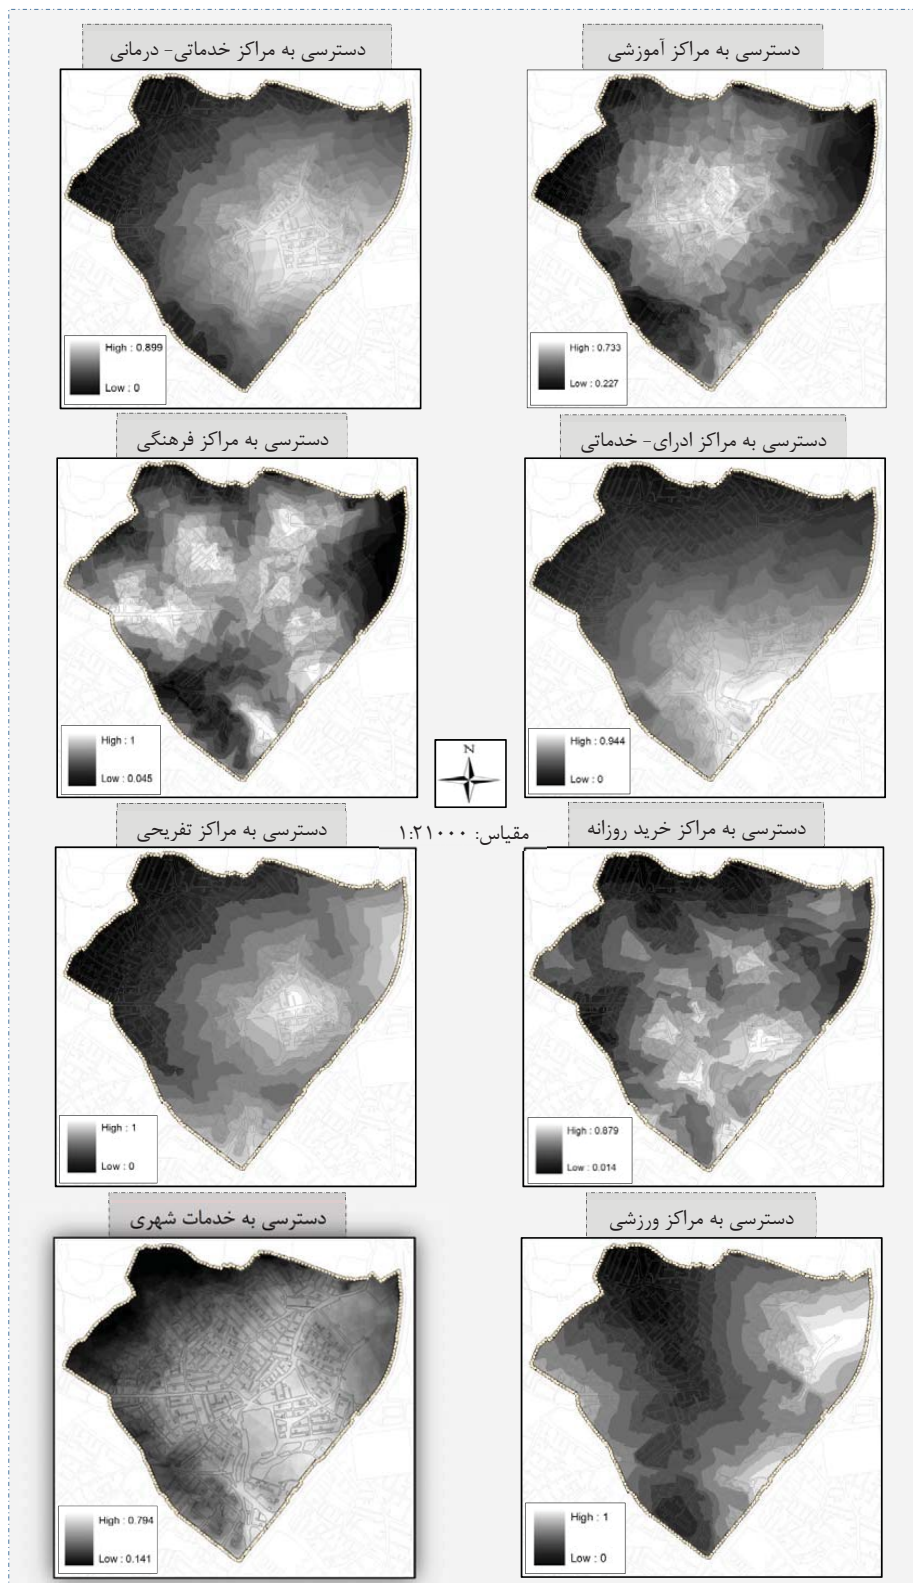 دسترسی به مراکز آموزشی
High : 0.733
Low : 0.227
دسترسی به مراکز خدماتی- درمانی
High : 0.899
Low : 0
دسترسی به مراکز ادرای- خدماتی
High : 0.944
Low : 0
دسترسی به مراکز فرهنگی
High : 1
Low : 0.045
N
مقیاس: ۱:۲۱۰۰۰
دسترسی به مراکز خرید روزانه
High : 0.879
Low : 0.014
دسترسی به مراکز تفریحی
High : 1
Low : 0
دسترسی به مراکز ورزشی
High : 1
Low : 0
دسترسی به خدمات شهری
High : 0.794
Low : 0.141